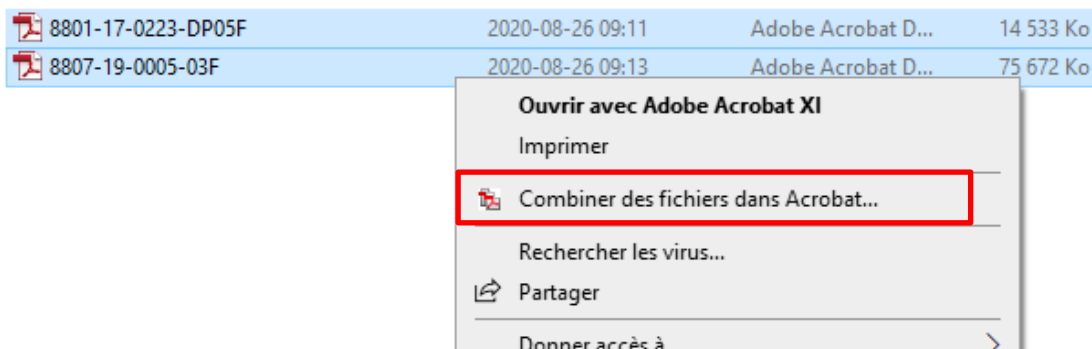 8801-17-0223-DP05F 2020-08-26 09:11 Adobe Acrobat D... 14 533 Ko
8807-19-0005-03F 2020-08-26 09:13 Adobe Acrobat D... 75 672 Ko
Ouvrir avec Adobe Acrobat XI
Imprimer
Combiner des fichiers dans Acrobat...
Rechercher les virus...
Partager
Donner accès à